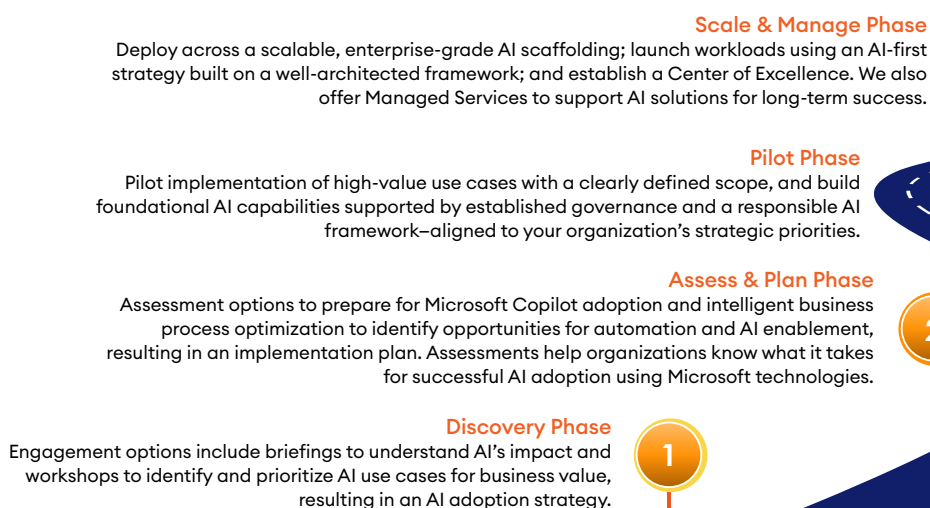 Scale & Manage Phase
Deploy across a scalable, enterprise-grade AI scaffolding; launch workloads using an AI-first
strategy built on a well-architected framework; and establish a Center of Excellence. We also
offer Managed Services to support AI solutions for long-term success.
Pilot Phase
Pilot implementation of high-value use cases with a clearly defined scope, and build
foundational AI capabilities supported by established governance and a responsible AI
framework—aligned to your organization's strategic priorities.
Assess & Plan Phase
Assessment options to prepare for Microsoft Copilot adoption and intelligent business
process optimization to identify opportunities for automation and AI enablement,
resulting in an implementation plan. Assessments help organizations know what it takes
for successful AI adoption using Microsoft technologies.
2
Discovery Phase
Engagement options include briefings to understand AI's impact and
workshops to identify and prioritize AI use cases for business value,
resulting in an AI adoption strategy.
1